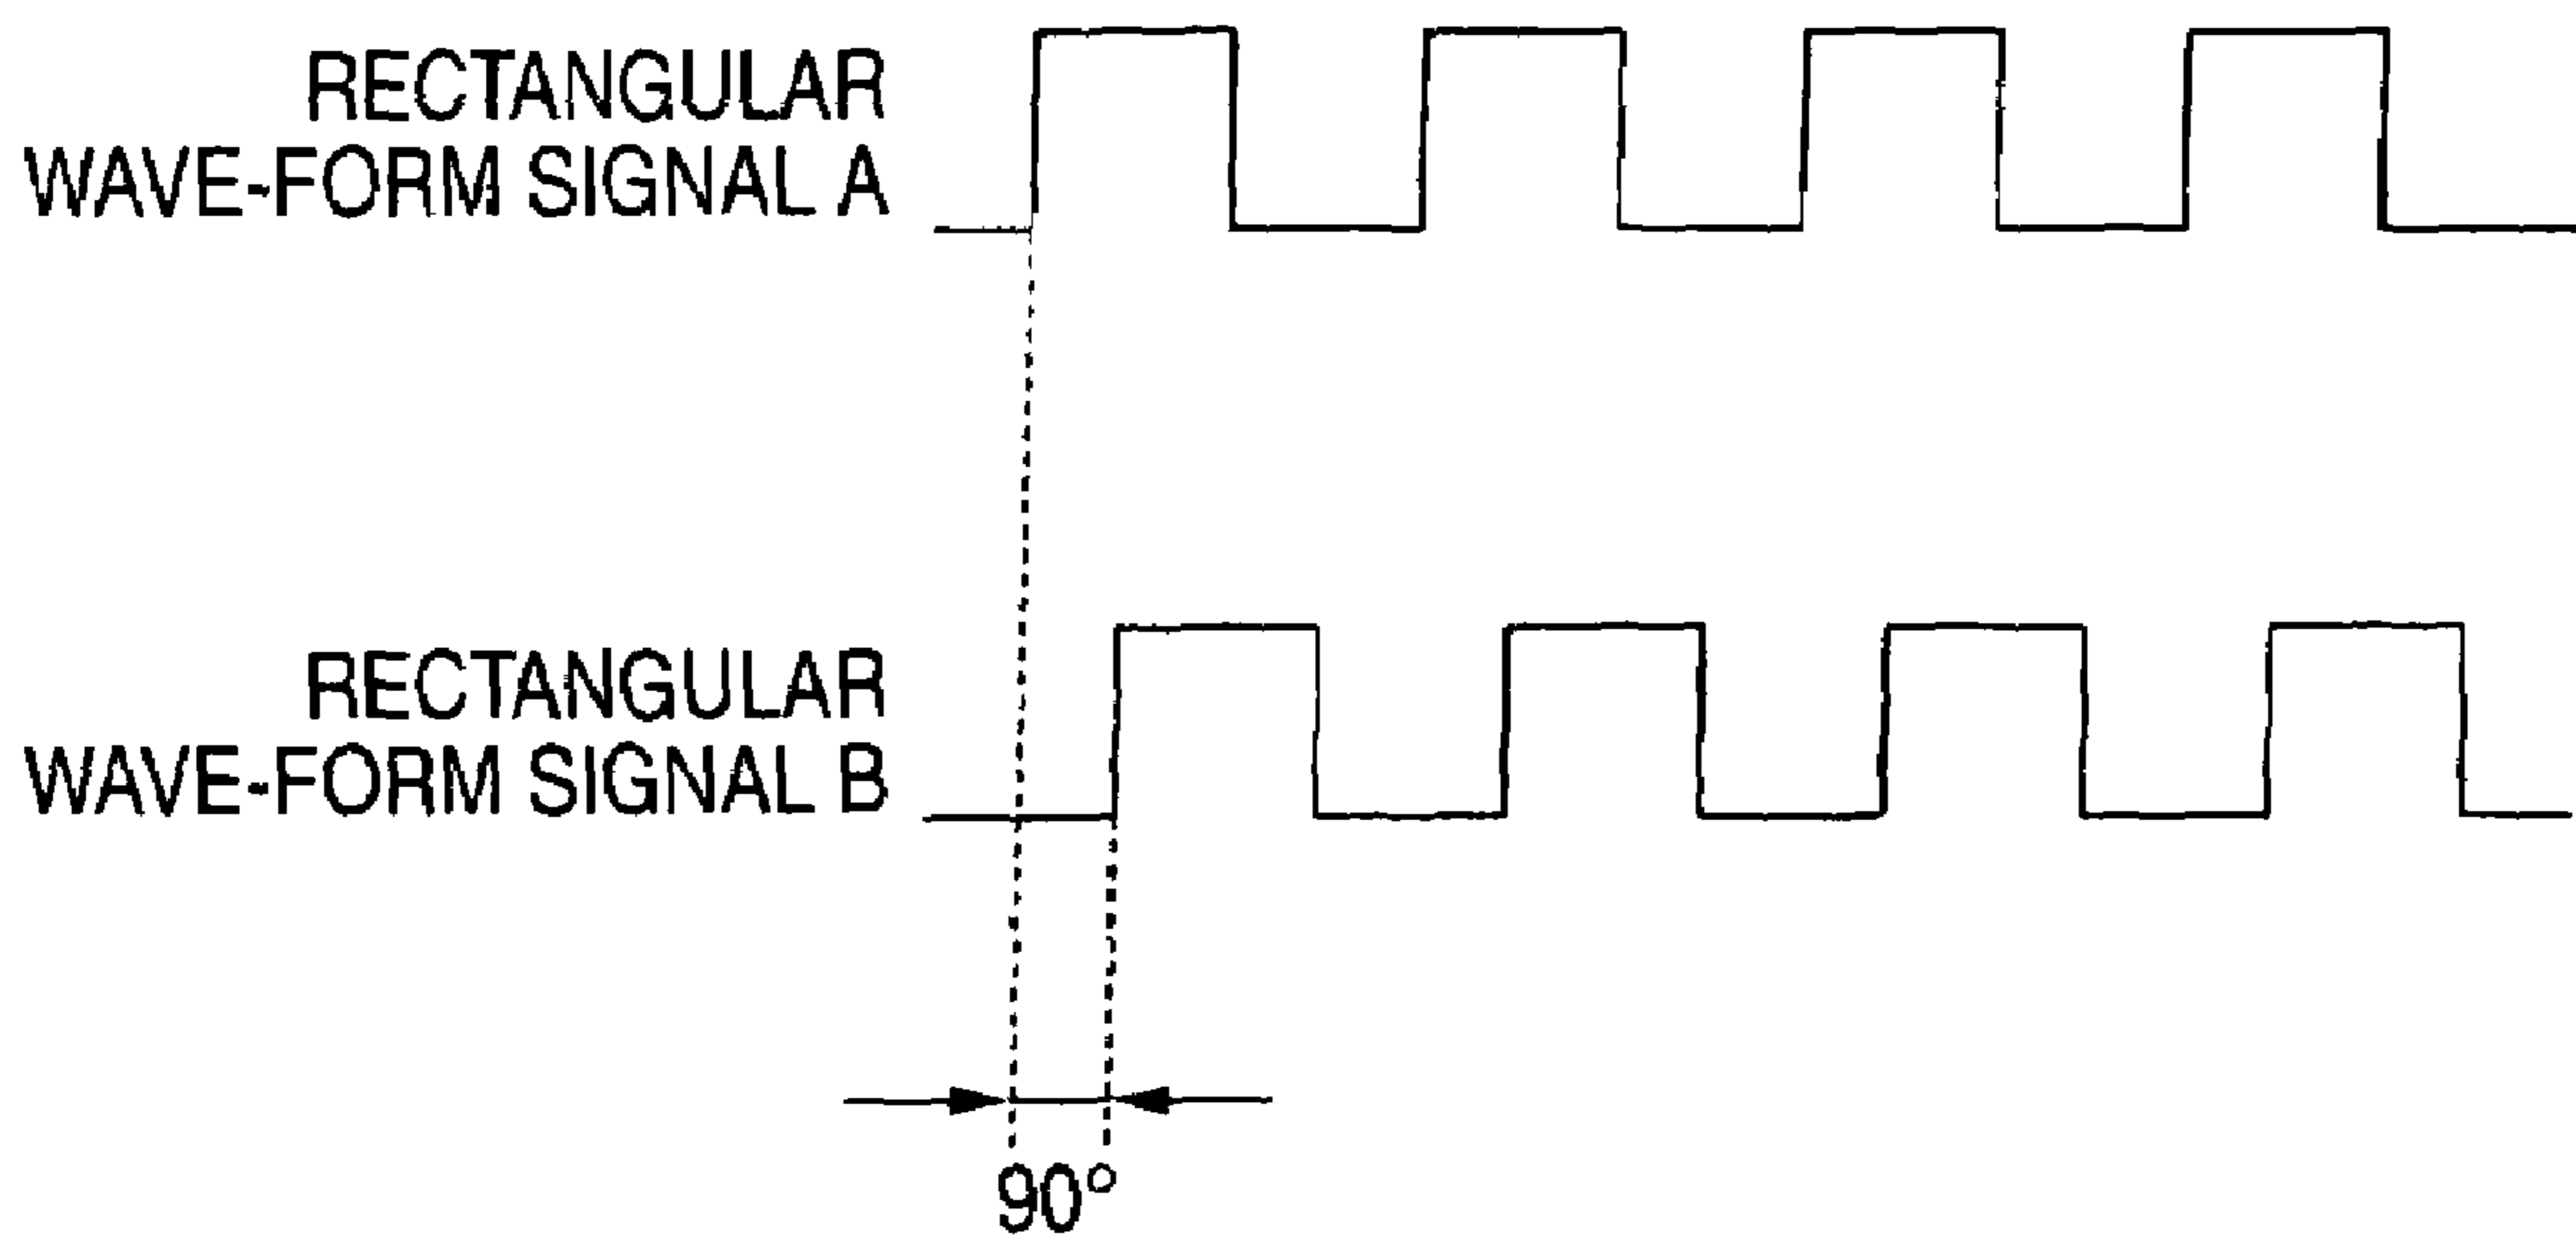 RECTANGULAR
WAVE-FORM SIGNAL A
RECTANGULAR
WAVE-FORM SIGNAL B
90°